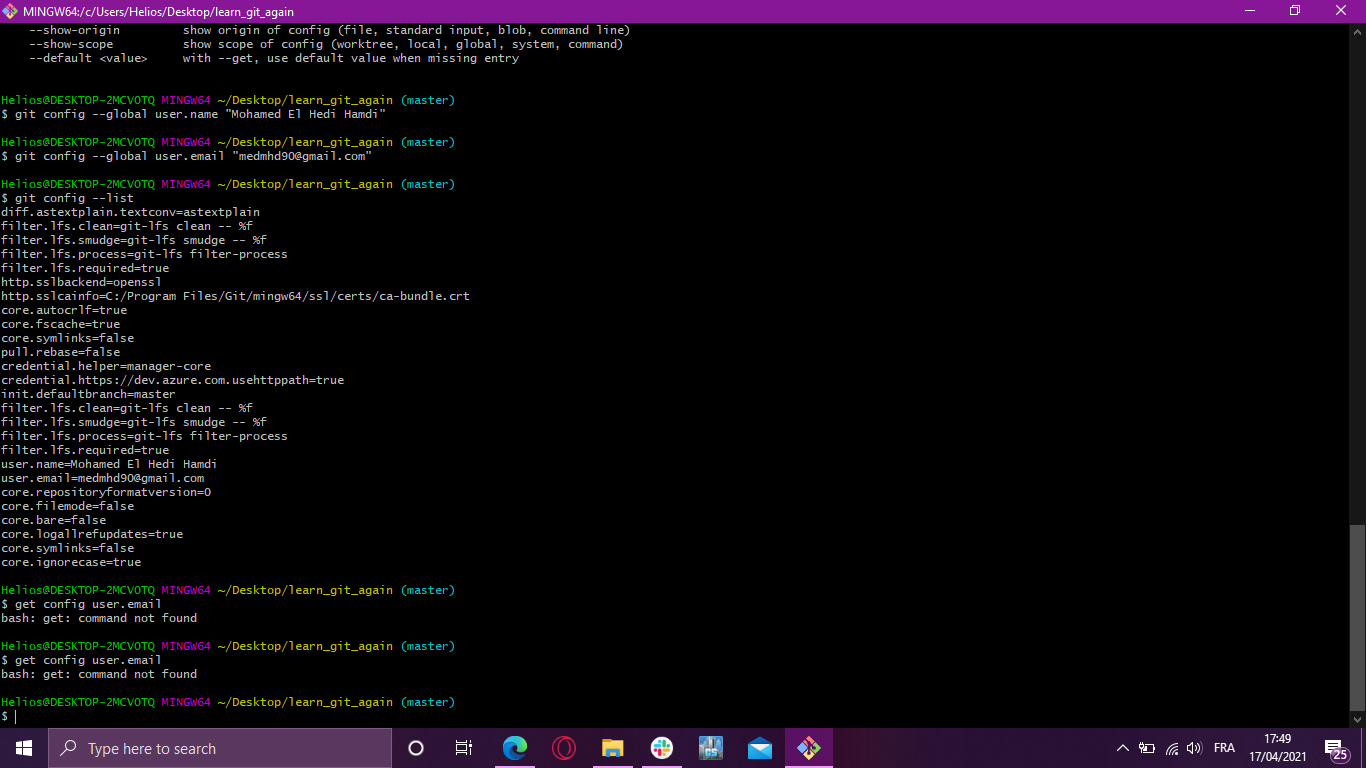 MINGW64:/c/Users/Helios/Desktop/learn_git_again
--show-origin show origin of config (file, standard input, blob, command line)
--show-scope show scope of config (worktree, local, global, system, command)
--default <value> with --get, use default value when missing entry
Helios@DESKTOP-2MCVOTQ MINGW64 ~/Desktop/learn_git_again (master)
$ git config --global user.name "Mohamed El Hedi Hamdi"
Helios@DESKTOP-2MCVOTQ MINGW64 ~/Desktop/learn_git_again (master)
$ git config --global user.email "medmhd90@gmail.com"
Helios@DESKTOP-2MCVOTQ MINGW64 ~/Desktop/learn_git_again (master)
$ git config --list
diff.astextplain.textconv=astextplain
filter.lfs.clean=git-lfs clean -- %f
filter.lfs.smudge=git-lfs smudge -- %f
filter.lfs.process=git-lfs filter-process
filter.lfs.required=true
http.sslbackend=openssl
http.sslcainfo=C:/Program Files/Git/mingw64/ssl/certs/ca-bundle.crt
core.autocrlf=true
core.fscache=true
core.symlinks=false
pull.rebase=false
credential.helper=manager-core
credential.https://dev.azure.com.usehttppath=true
init.defaultbranch=master
filter.lfs.clean=git-lfs clean -- %f
filter.lfs.smudge=git-lfs smudge -- %f
filter.lfs.process=git-lfs filter-process
filter.lfs.required=true
user.name=Mohamed El Hedi Hamdi
user.email=medmhd90@gmail.com
core.repositoryformatversion=0
core.filemode=false
core.bare=false
core.logallrefupdates=true
core.symlinks=false
core.ignorecase=true
Helios@DESKTOP-2MCVOTQ MINGW64 ~/Desktop/learn_git_again (master)
$ get config user.email
bash: get: command not found
Helios@DESKTOP-2MCVOTQ MINGW64 ~/Desktop/learn_git_again (master)
$ get config user.email
bash: get: command not found
Helios@DESKTOP-2MCVOTQ MINGW64 ~/Desktop/learn_git_again (master)
$
Type here to search
FRA
17:49
17/04/2021
25